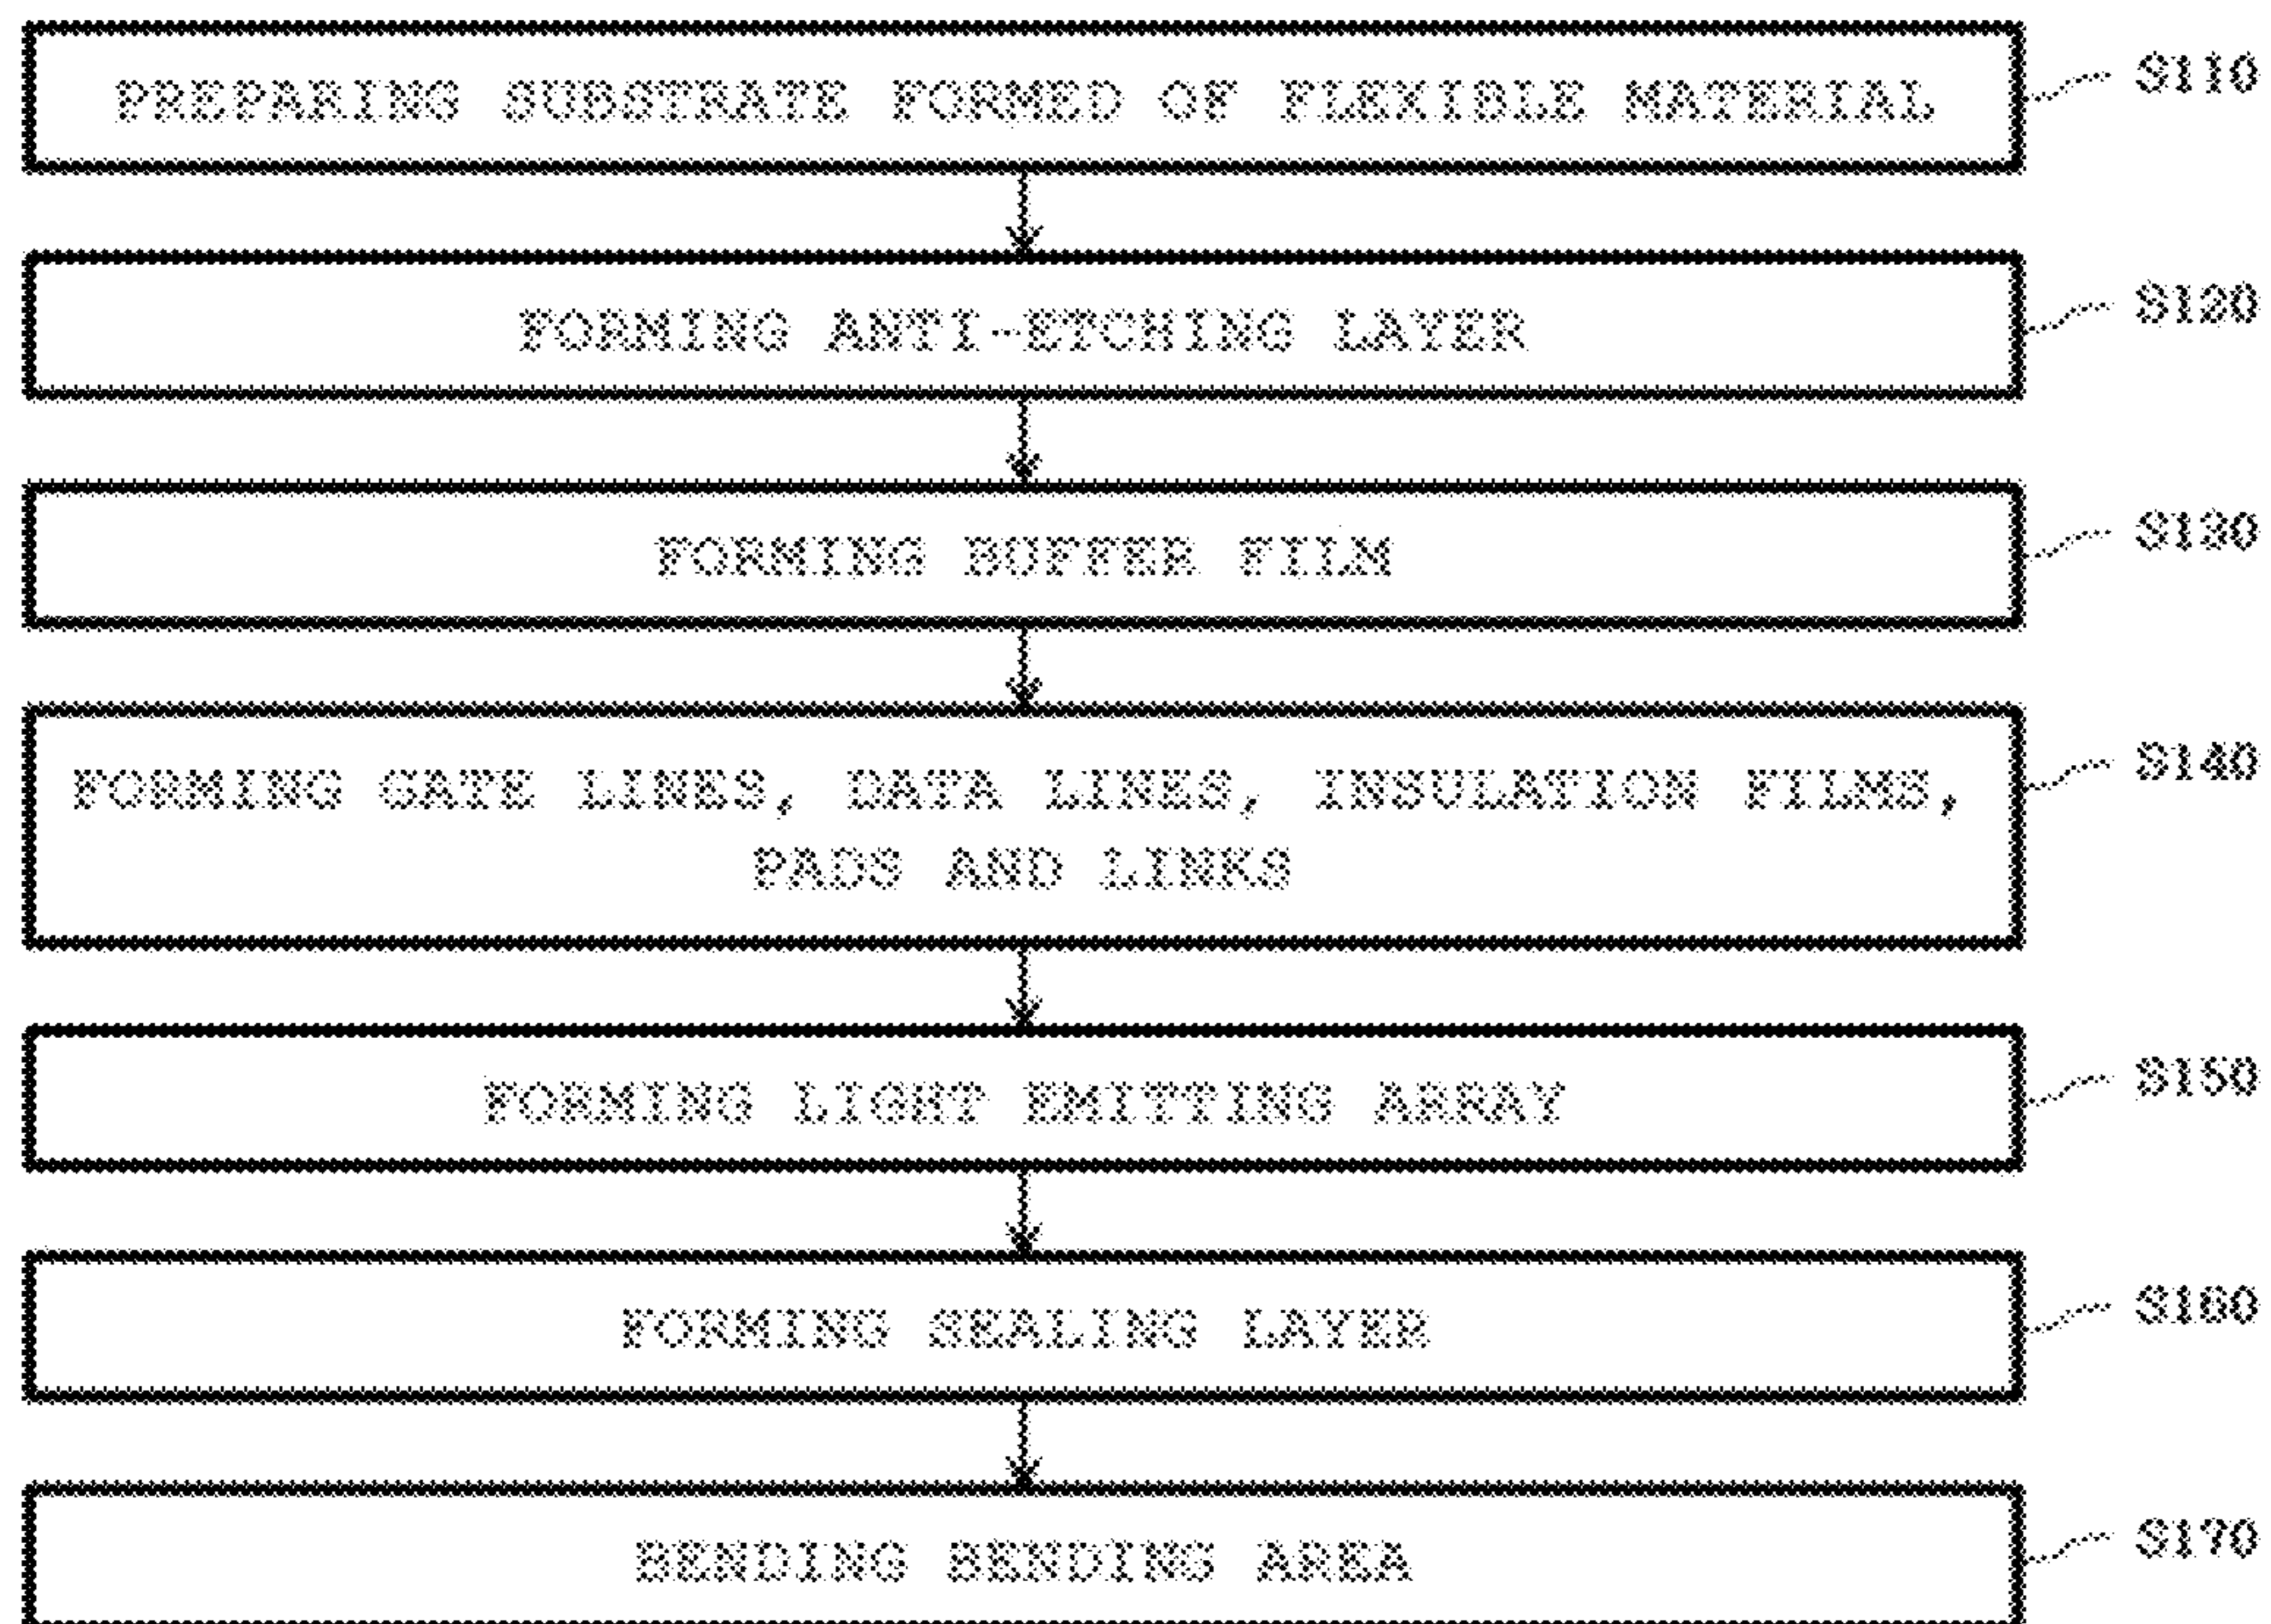 PREPARING SUBSTRATE FORMED OF FLEXIBLE MATERIAL S110
FORMING ANTI-ETCHING LAYER S120
FORMING BUFFER FILM S130
FORMING GATE LINES, DATA LINES, INSULATION FILMS, S140
PADS AND LINKS
FORMING LIGHT EMITTING ARRAY S150
FORMING SEALING LAYER S160
BENDING BENDING AREA S170